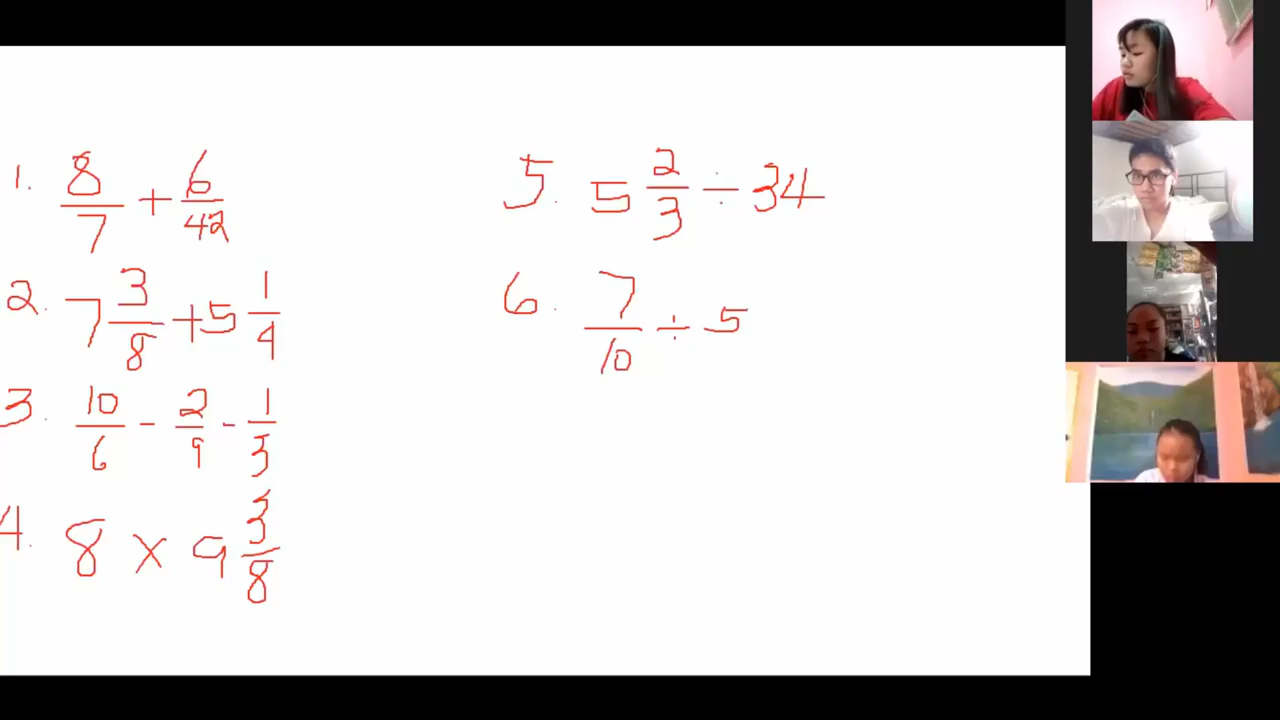 1. 8/7 + 6/42
2. 7 3/8 + 5 1/4
3. 10/6 - 2/9 - 1/3
4. 8 x 9 3/8
5. 5 2/3 ÷ 34
6. 7/10 ÷ 5